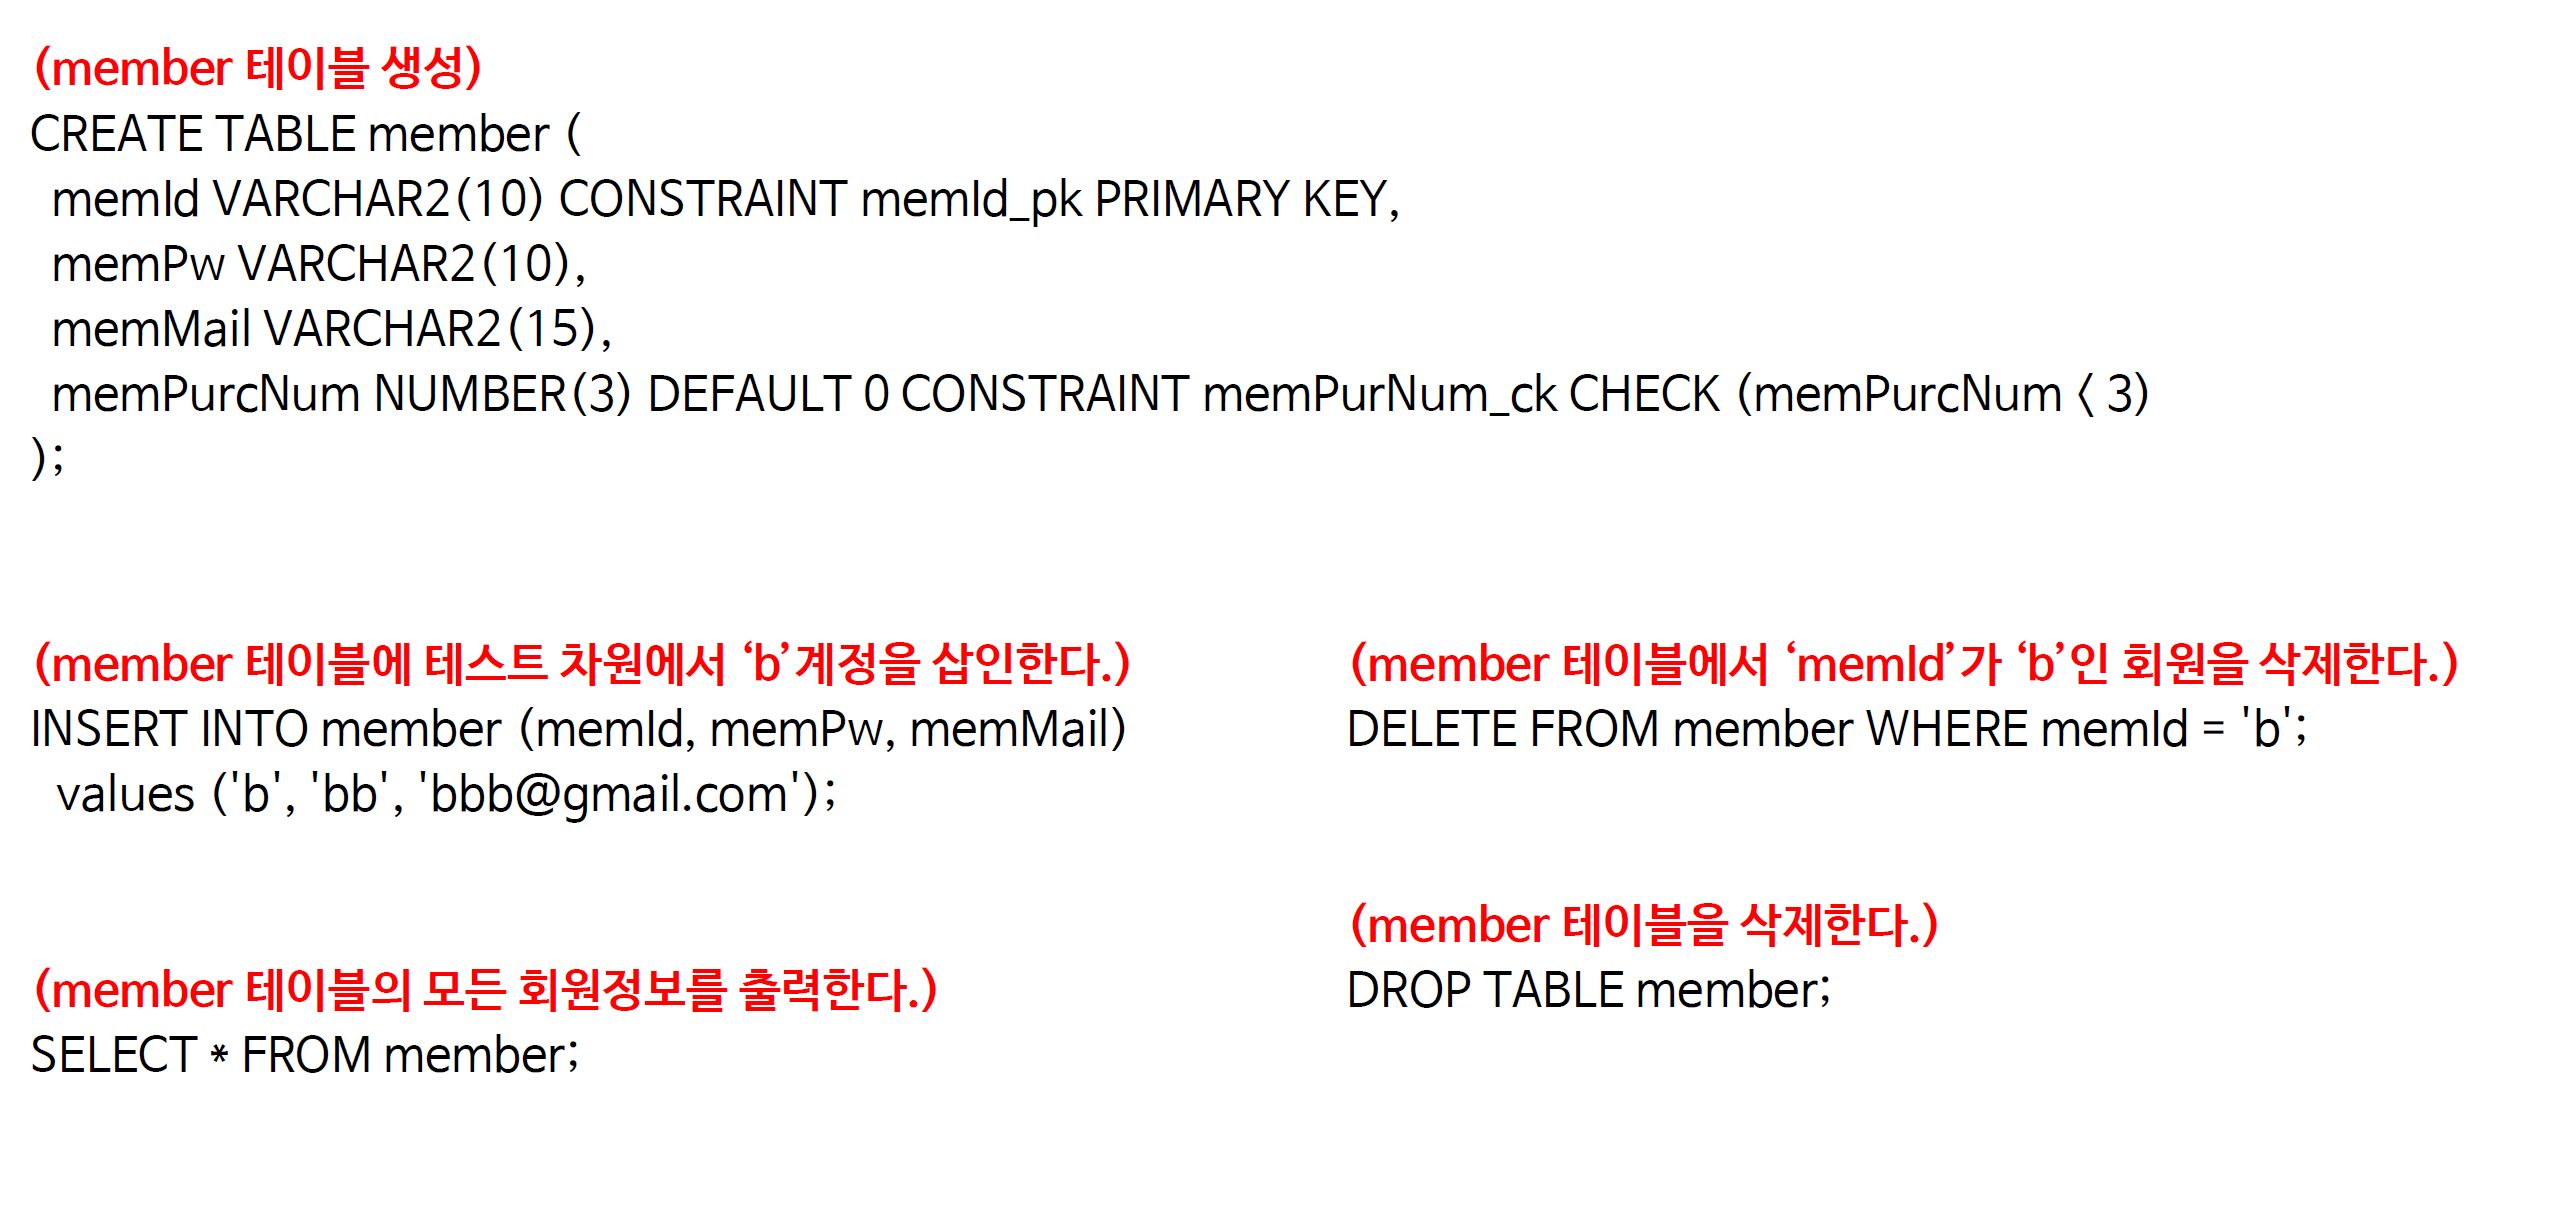 (member 테이블 생성)
CREATE TABLE member (
memId VARCHAR2(10) CONSTRAINT memId_pk PRIMARY KEY,
memPw VARCHAR2(10),
memMail VARCHAR2(15),
memPurcNum NUMBER(3) DEFAULT 0 CONSTRAINT memPurNum_ck CHECK (memPurcNum < 3)
);
(member 테이블에 테스트 차원에서 ‘b’계정을 삽인한다.)
INSERT INTO member (memId, memPw, memMail)
values ('b', 'bb', 'bbb@gmail.com');
(member 테이블의 모든 회원정보를 출력한다.)
SELECT * FROM member;
(member 테이블에서 ‘memId’가 ‘b’인 회원을 삭제한다.)
DELETE FROM member WHERE memId = 'b';
(member 테이블을 삭제한다.)
DROP TABLE member;